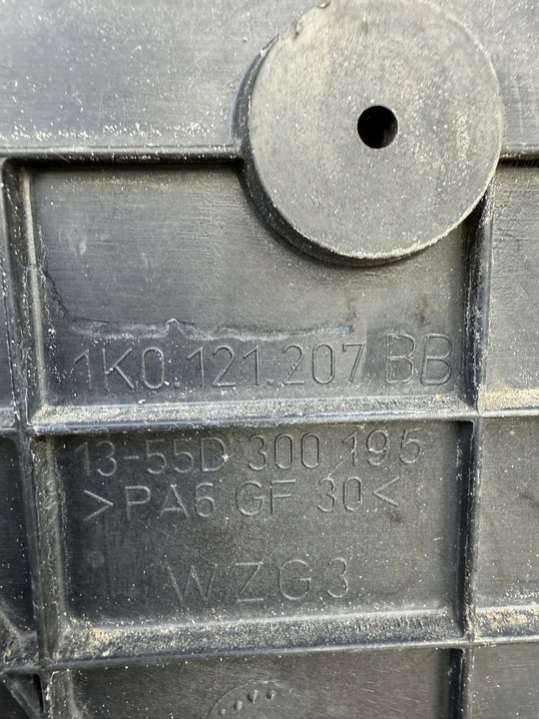 1K0.121.207 BB
13-55D 300 195
>PA6 GF 30<
WZG3